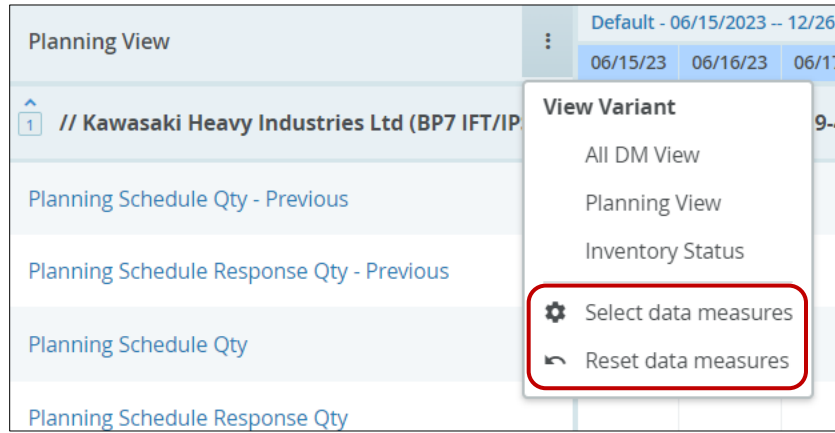 Planning View
Default - 06/15/2023 -- 12/26
06/15/23 06/16/23 06/17
1 // Kawasaki Heavy Industries Ltd (BP7 IFT/IP
View Variant
All DM View
Planning View
Inventory Status
Select data measures
Reset data measures
Planning Schedule Qty - Previous
Planning Schedule Response Qty - Previous
Planning Schedule Qty
Planning Schedule Response Qty